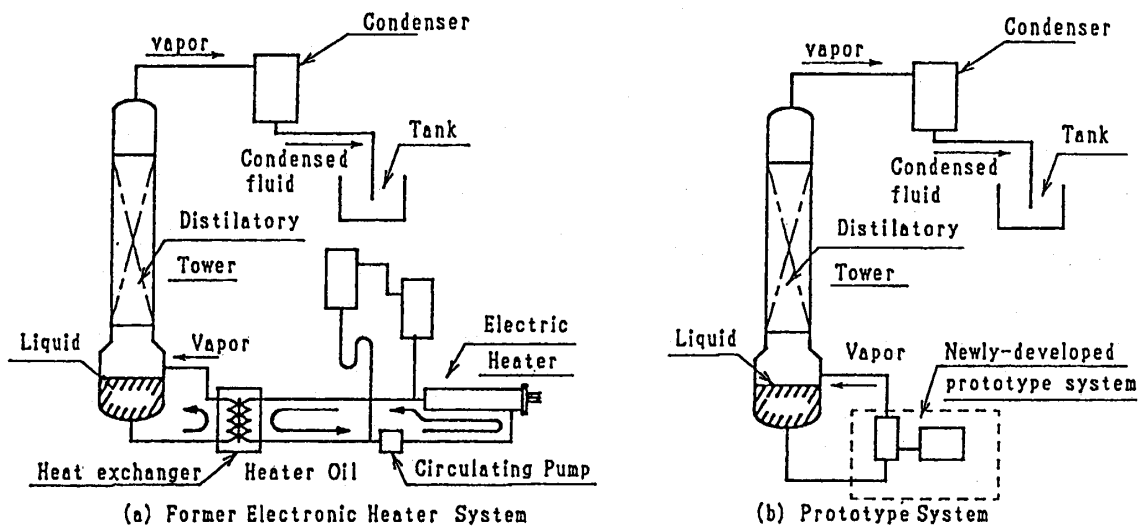 Condenser
vapor
Tank
Condensed
fluid
Distilatory
Tower
Liquid
Vapor
Electric
Heater
Heat exchanger
Heater Oil
Circulating Pump
(a) Former Electronic Heater System
Condenser
vapor
Tank
Condensed
fluid
Distilatory
Tower
Liquid
Vapor
Newly-developed
prototype system
(b) Prototype System